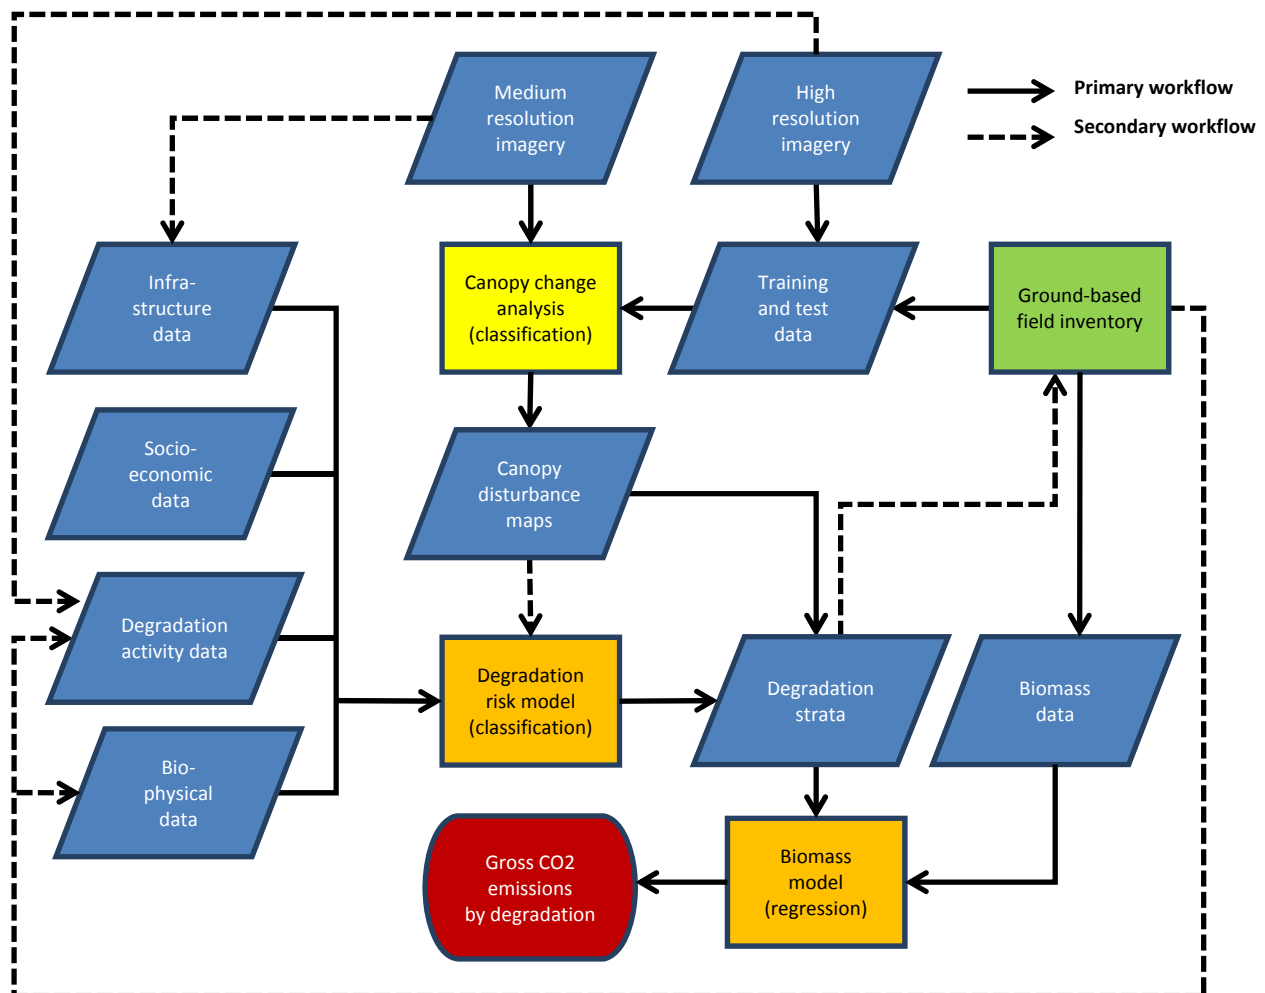 Medium
resolution
imagery
High
resolution
imagery
Primary workflow
Secondary workflow
Infra-
structure
data
Canopy change
analysis
(classification)
Training
and test
data
Ground-based
field inventory
Socio-
economic
data
Canopy
disturbance
maps
Degradation
activity data
Degradation
risk model
(classification)
Degradation
strata
Biomass
data
Bio-
physical
data
Gross CO2
emissions
by degradation
Biomass
model
(regression)